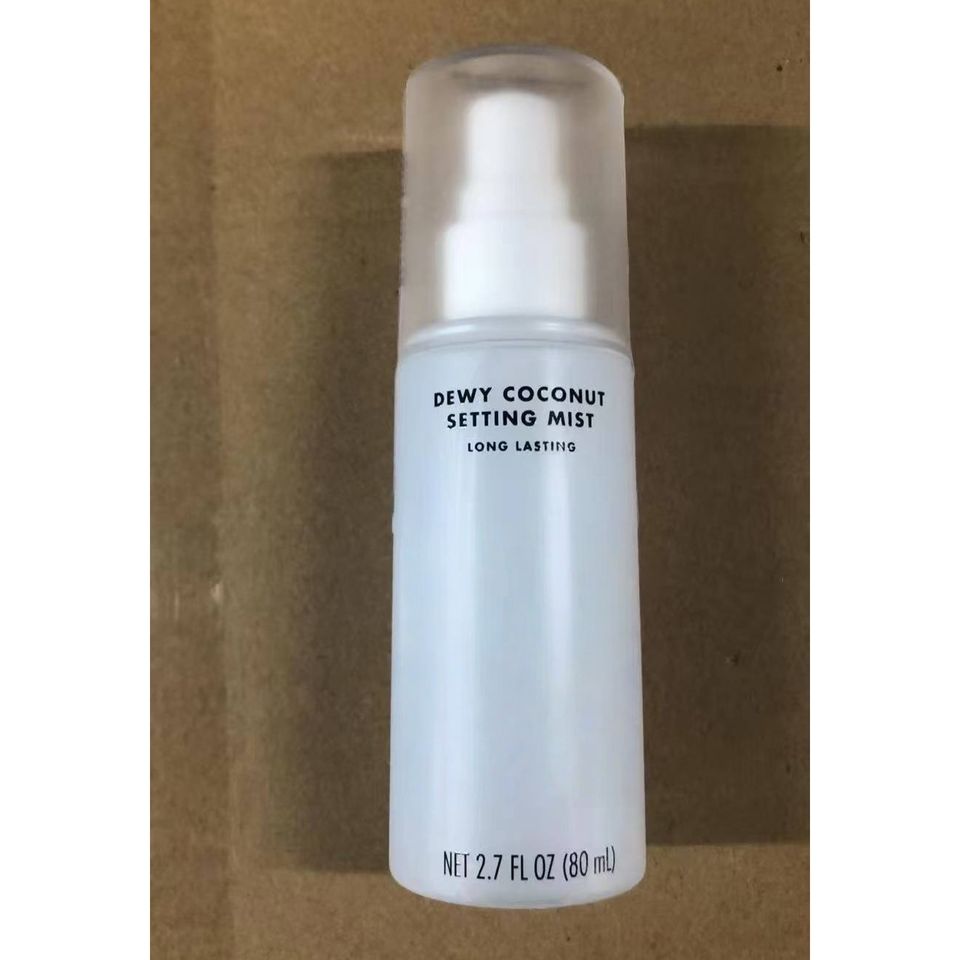 DEWY COCONUT
SETTING MIST
LONG LASTING
NET 2.7 FL OZ (80 mL)